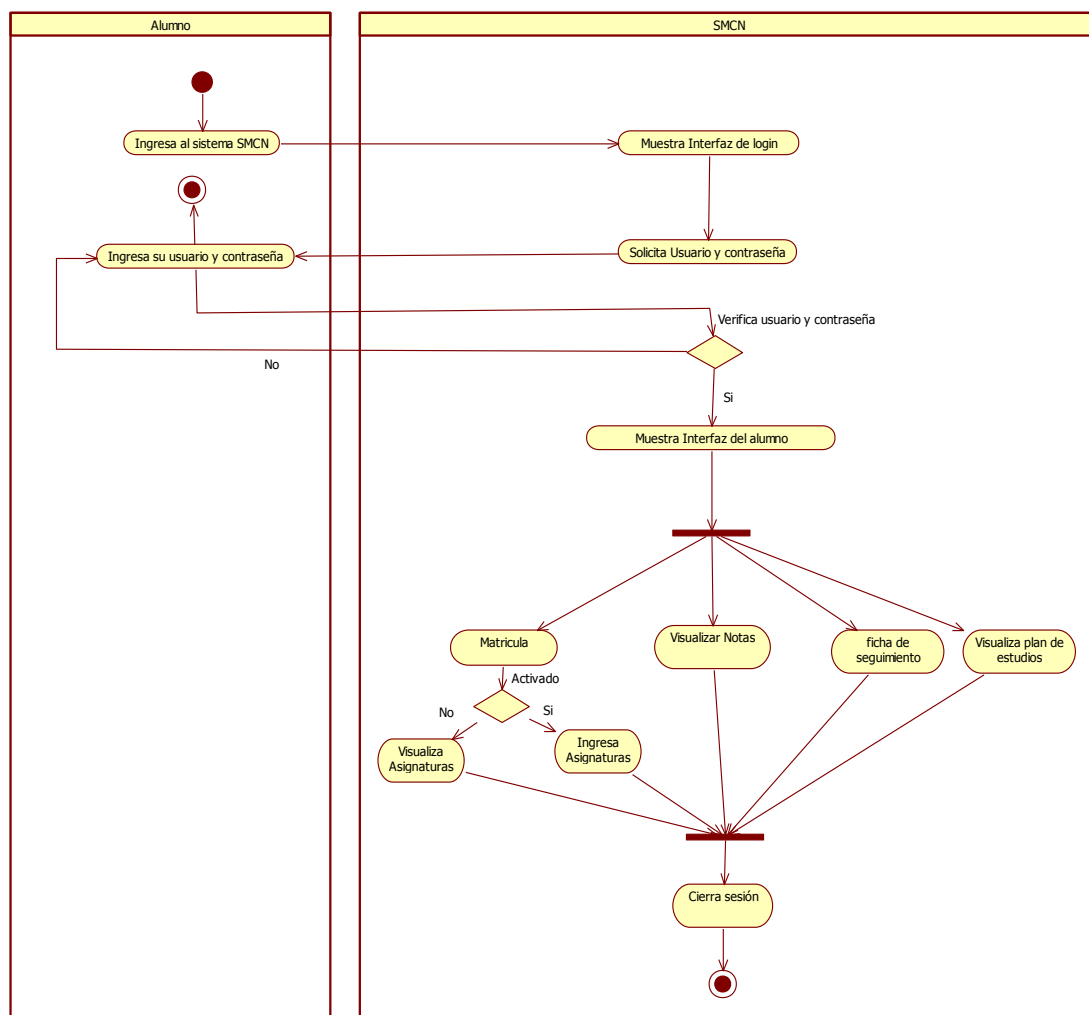 Alumno
SMCN
Ingresa al sistema SMCN
Muestra Interfaz de login
Ingresa su usuario y contraseña
Solicita Usuario y contraseña
Verifica usuario y contraseña
No
Si
Muestra Interfaz del alumno
Matricula
Visualizar Notas
ficha de
seguimiento
Visualiza plan de
estudios
Activado
No
Si
Visualiza
Asignaturas
Ingresa
Asignaturas
Cierra sesión